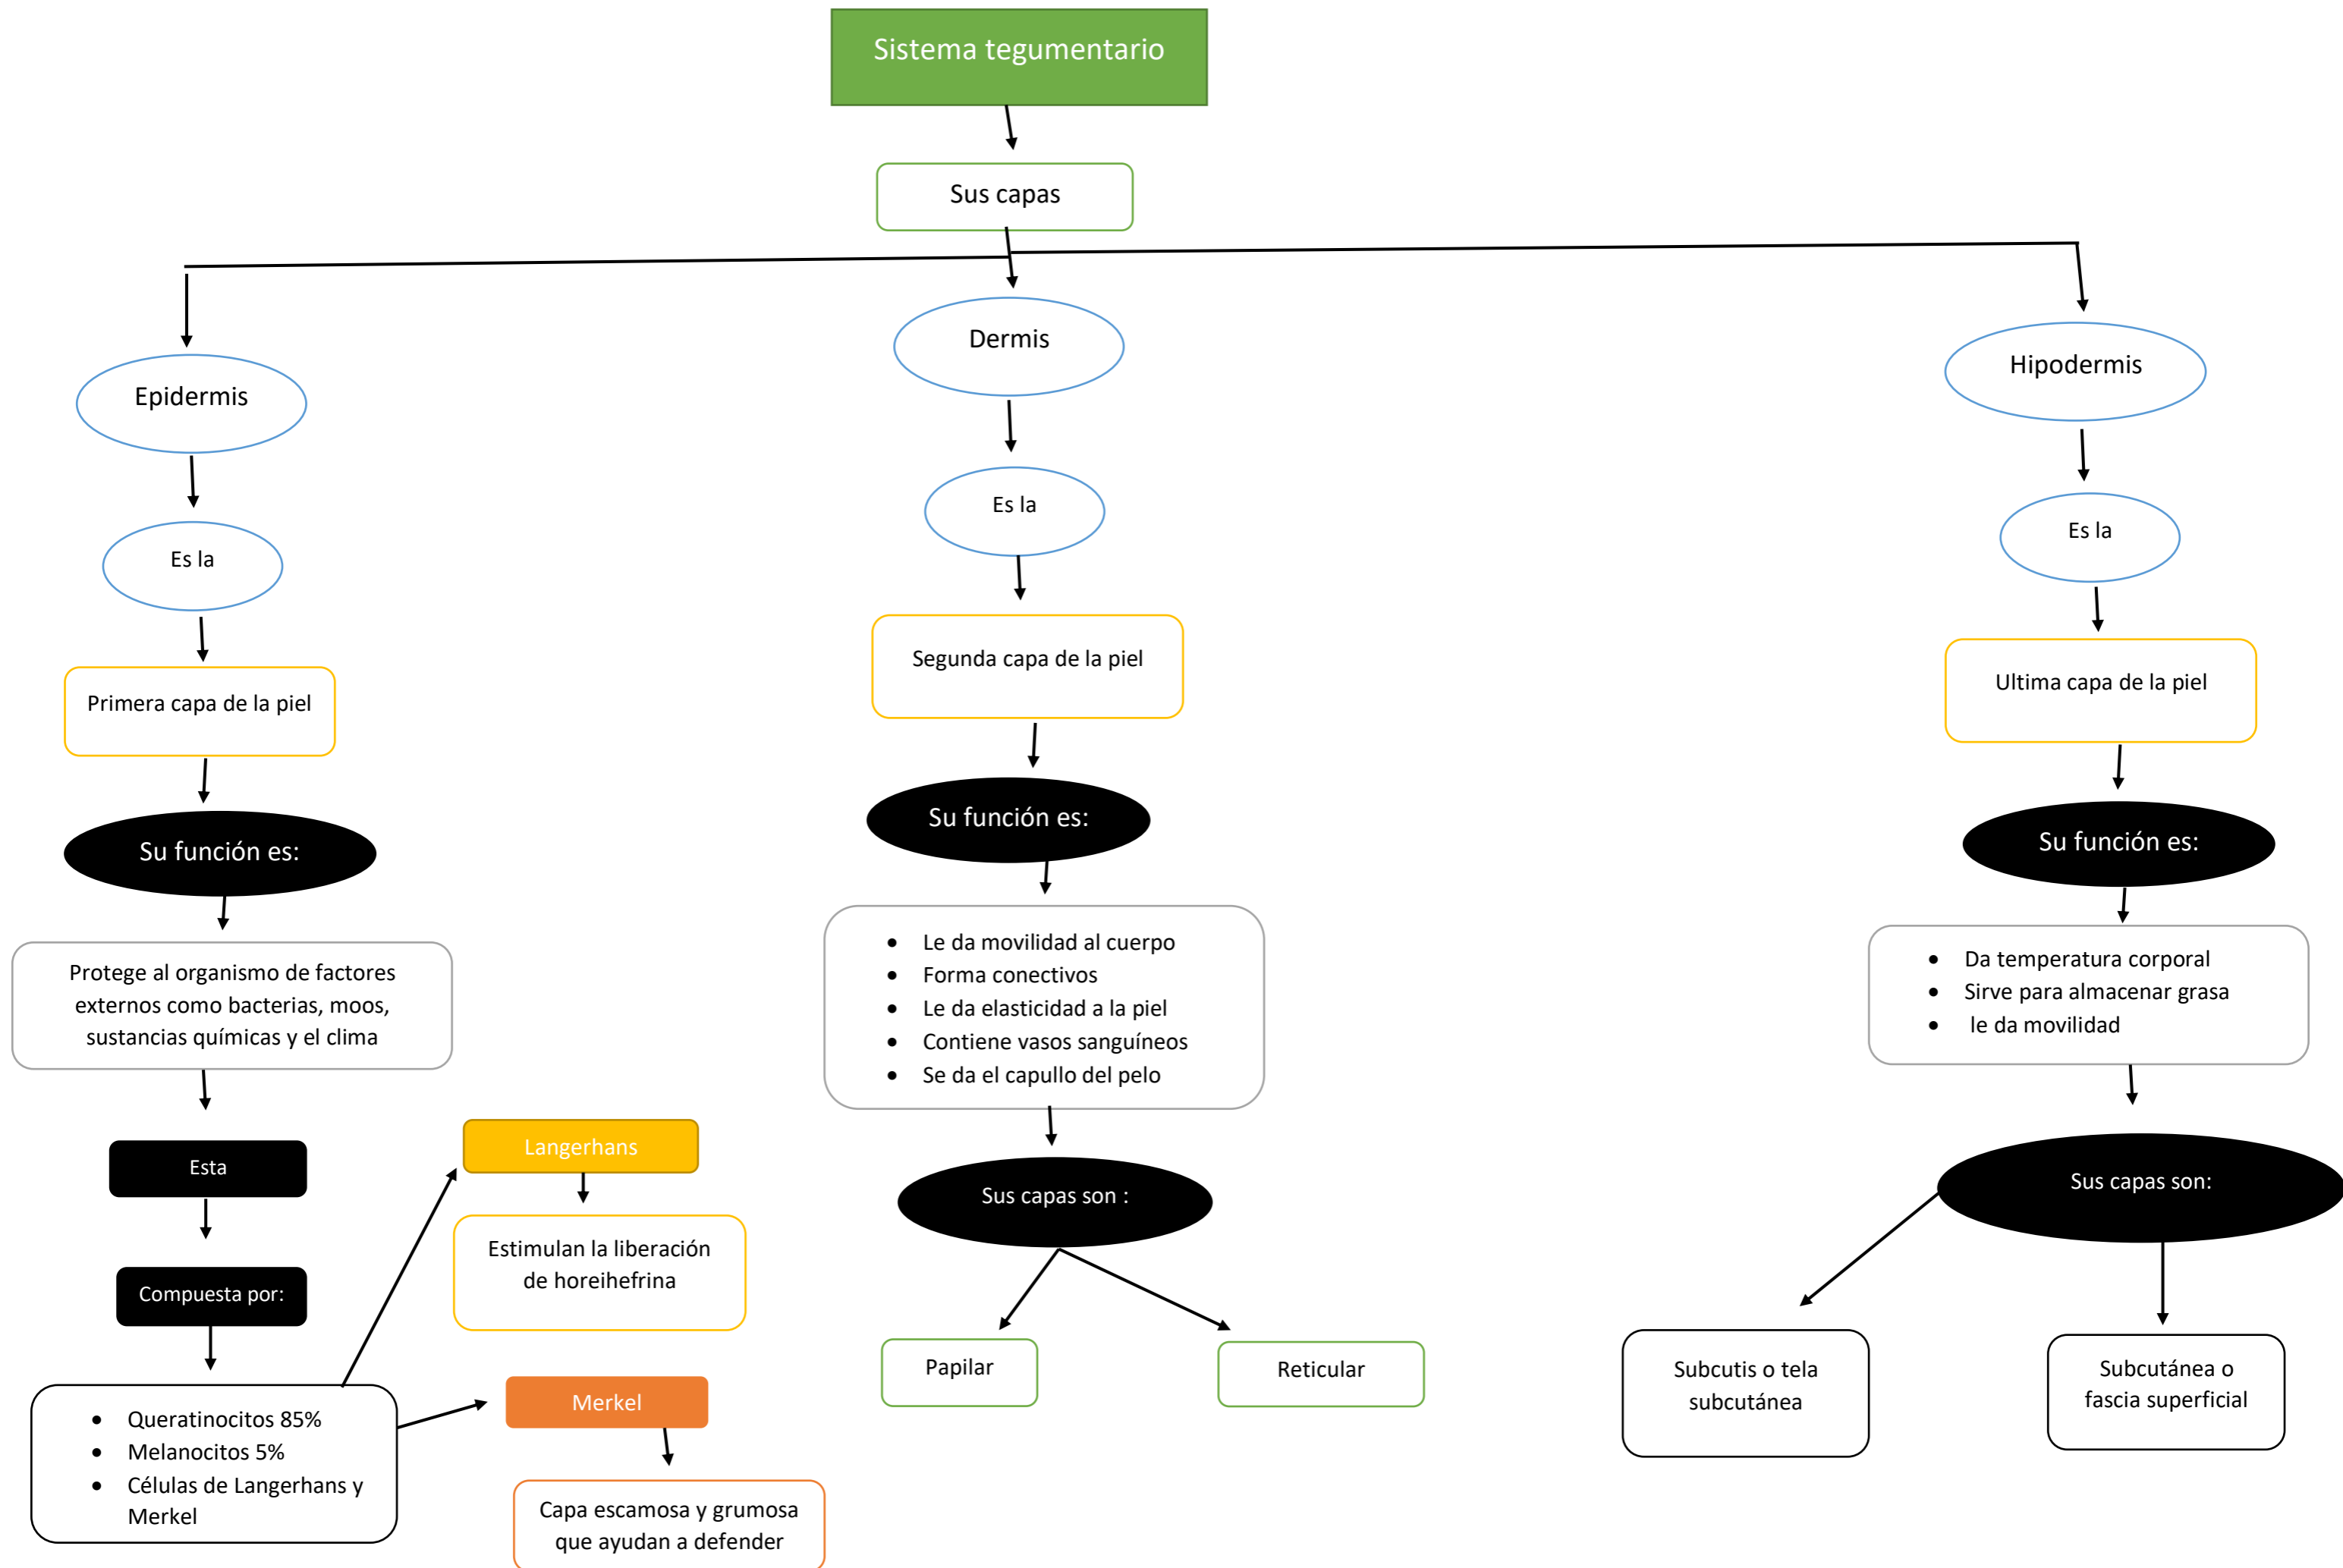 Sistema tegumentario
Sus capas
Epidermis
Es la
Primera capa de la piel
Su función es:
Protege al organismo de factores
externos como bacterias, moos,
sustancias químicas y el clima
Esta
Compuesta por:
• Queratinocitos 85%
• Melanocitos 5%
• Células de Langerhans y
Merkel
Langerhans
Estimulan la liberación
de horeihefrina
Merkel
Capa escamosa y grumosa
que ayudan a defender
Dermis
Es la
Segunda capa de la piel
Su función es:
• Le da movilidad al cuerpo
• Forma conectivos
• Le da elasticidad a la piel
• Contiene vasos sanguíneos
• Se da el capullo del pelo
Sus capas son :
Papilar
Reticular
Hipodermis
Es la
Ultima capa de la piel
Su función es:
• Da temperatura corporal
• Sirve para almacenar grasa
• le da movilidad
Sus capas son:
Subcutis o tela
subcutánea
Subcutánea o
fascia superficial